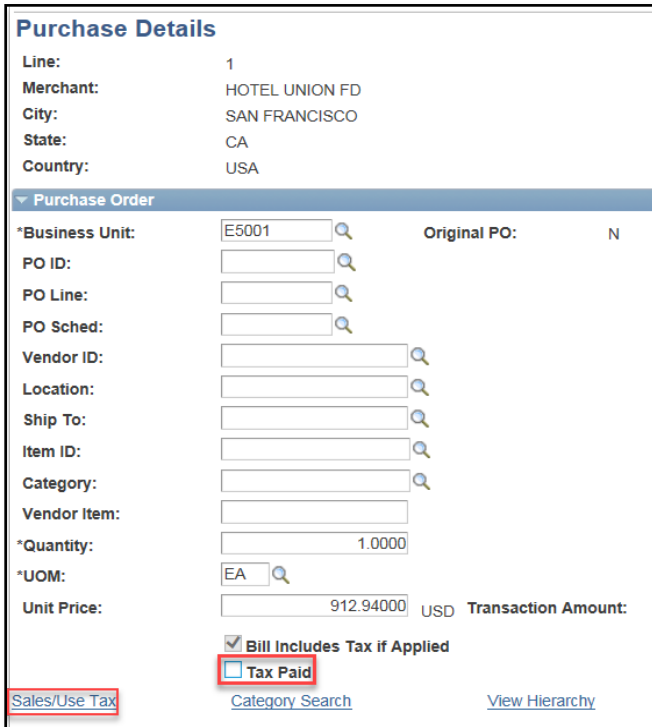 Purchase Details
Line: 1
Merchant: HOTEL UNION FD
City: SAN FRANCISCO
State: CA
Country: USA
Purchase Order
*Business Unit: E5001 Original PO: N
PO ID:
PO Line:
PO Sched:
Vendor ID:
Location:
Ship To:
Item ID:
Category:
Vendor Item:
*Quantity: 1.0000
*UOM: EA
Unit Price: 912.94000 USD Transaction Amount:
Bill Includes Tax if Applied
Tax Paid
Sales/Use Tax Category Search View Hierarchy